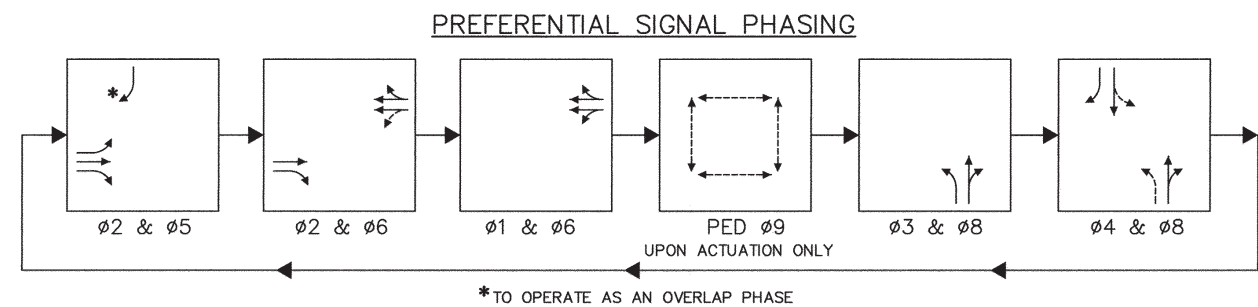 PREFERENTIAL SIGNAL PHASING
*
ø2 & ø5
ø2 & ø6
ø1 & ø6
PED ø9
UPON ACTUATION ONLY
ø3 & ø8
ø4 & ø8
*TO OPERATE AS AN OVERLAP PHASE